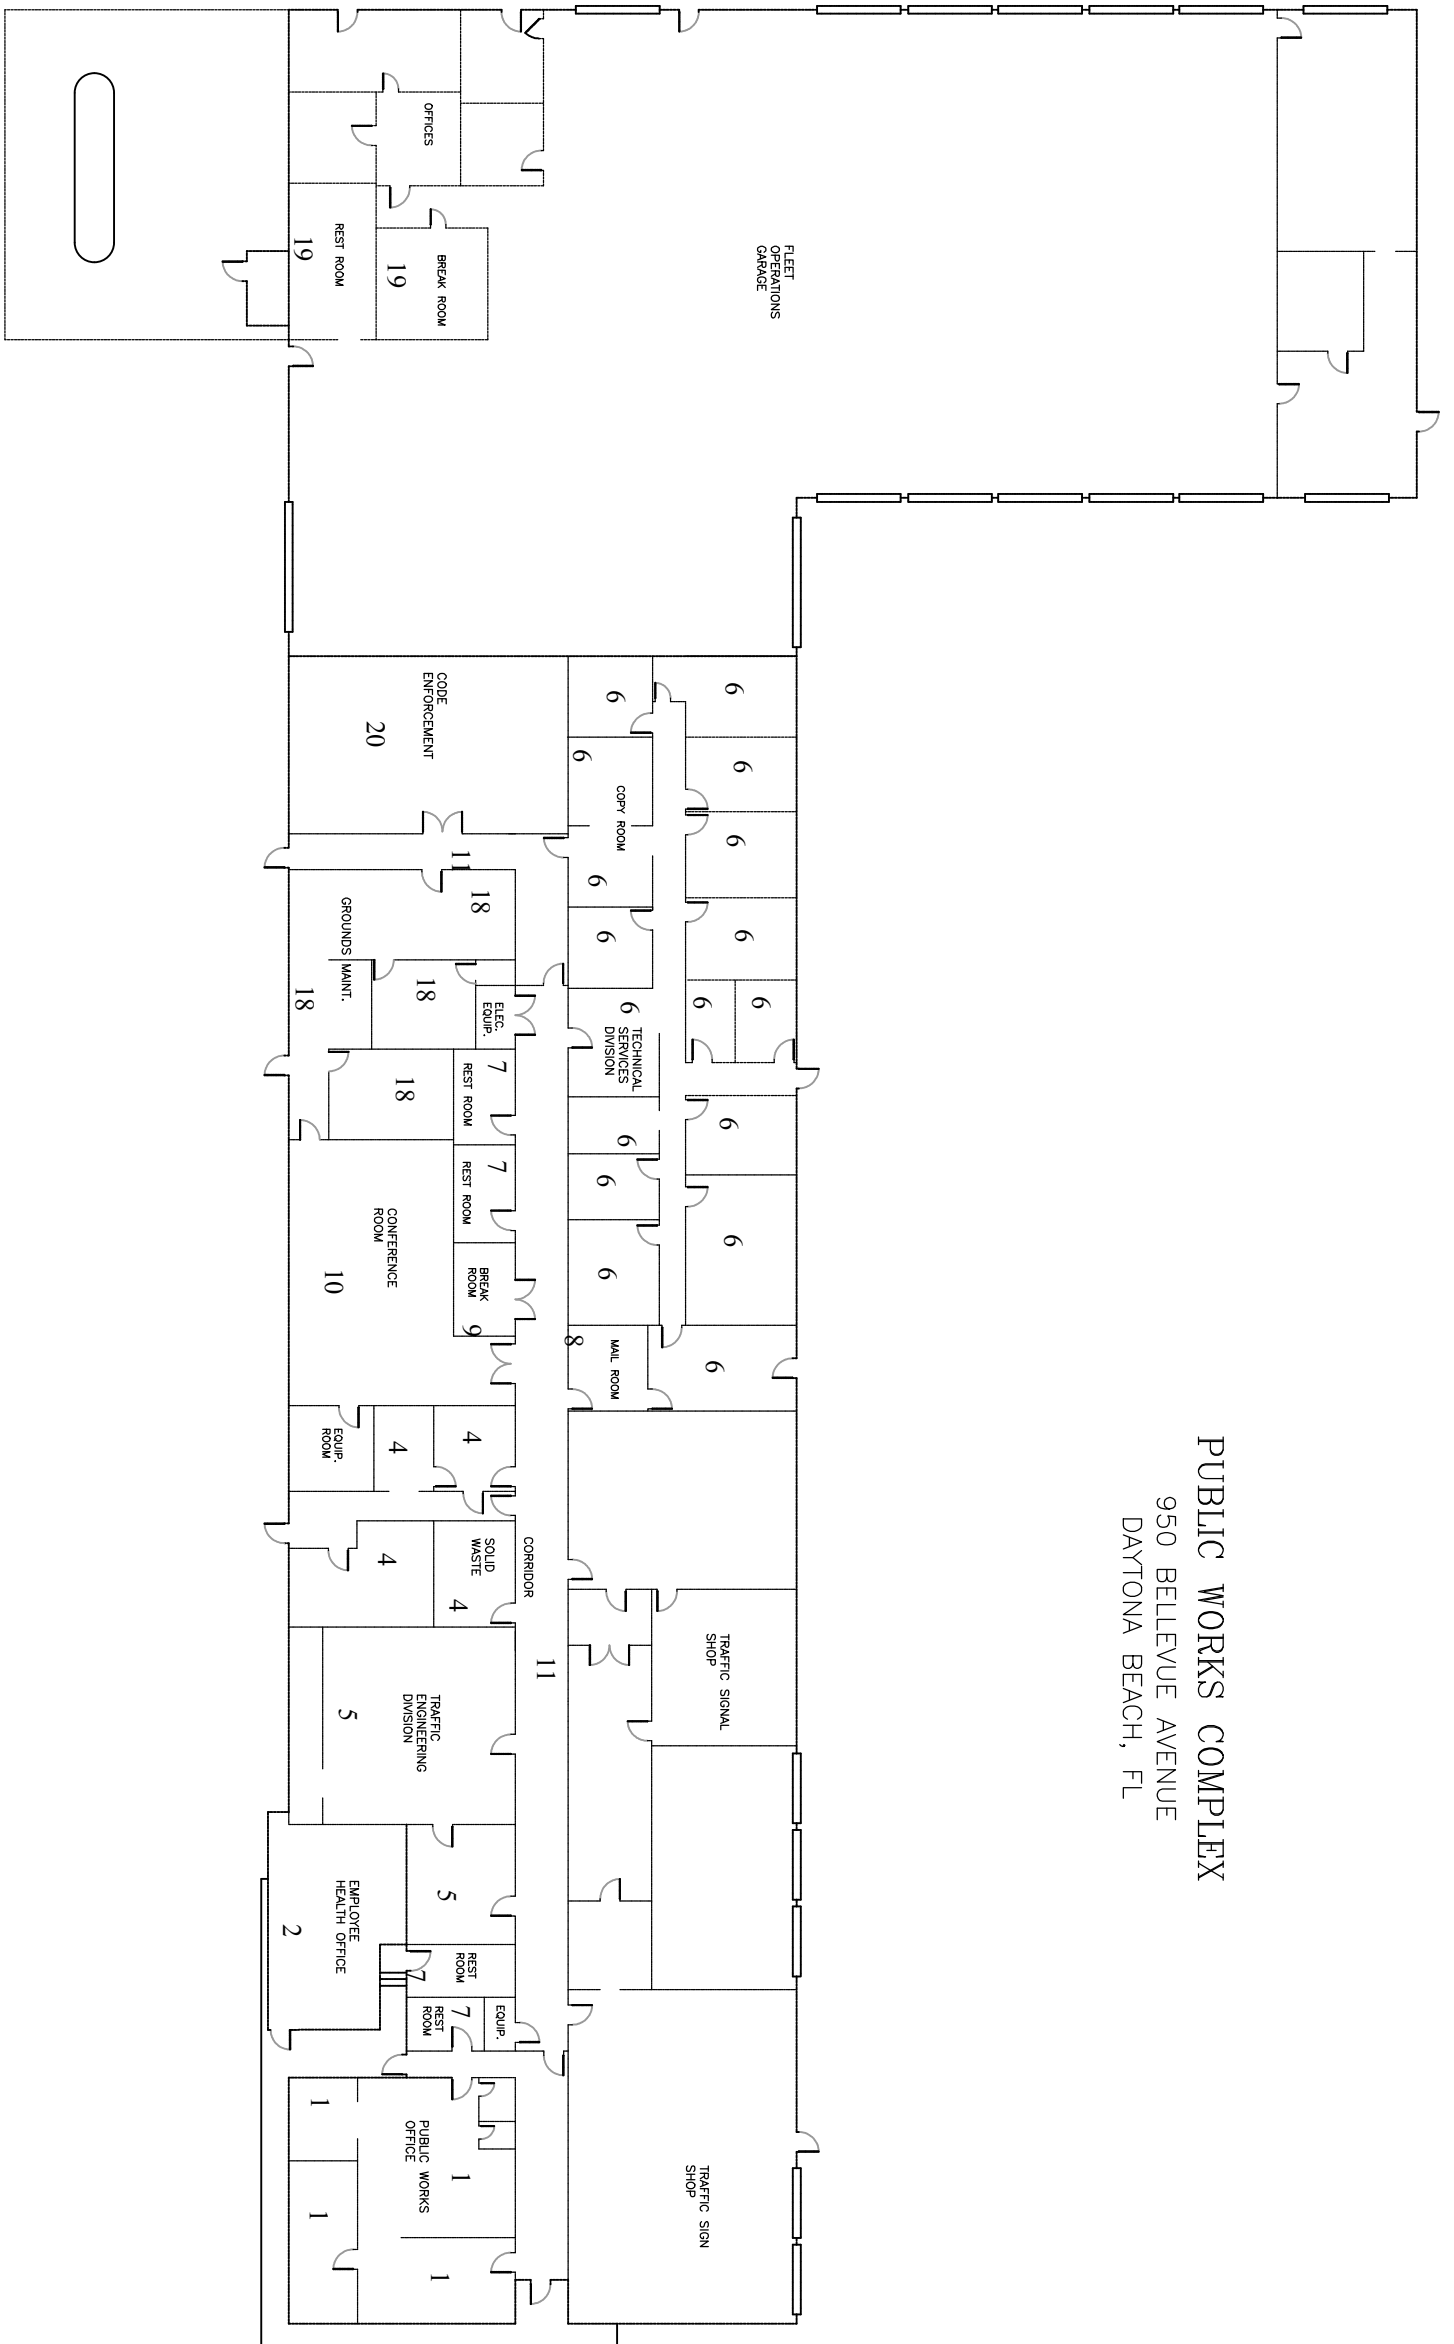 PUBLIC WORKS COMPLEX
950 BELLEVUE AVENUE
DAYTONA BEACH, FL
FLEET
OPERATIONS
GARAGE
OFFICES
BREAK ROOM
19
REST ROOM
19
6
6
6
6
6
6
6
6
6
6
6
COPY ROOM
6
6
6
TECHNICAL
SERVICES
DIVISION
6
6
6
6
MAIL ROOM
8
TRAFFIC SIGNAL
SHOP
TRAFFIC SIGN
SHOP
CORRIDOR
11
11
CODE
ENFORCEMENT
20
18
GROUNDS MAINT.
18
18
18
ELEC.
EQUIP.
7
REST ROOM
7
REST ROOM
BREAK
ROOM
9
CONFERENCE
ROOM
10
EQUIP.
ROOM
4
4
SOLID
WASTE
4
4
TRAFFIC
ENGINEERING
DIVISION
5
5
EMPLOYEE
HEALTH OFFICE
2
REST
ROOM
7
REST
ROOM
7
EQUIP.
PUBLIC WORKS
OFFICE
1
1
1
1